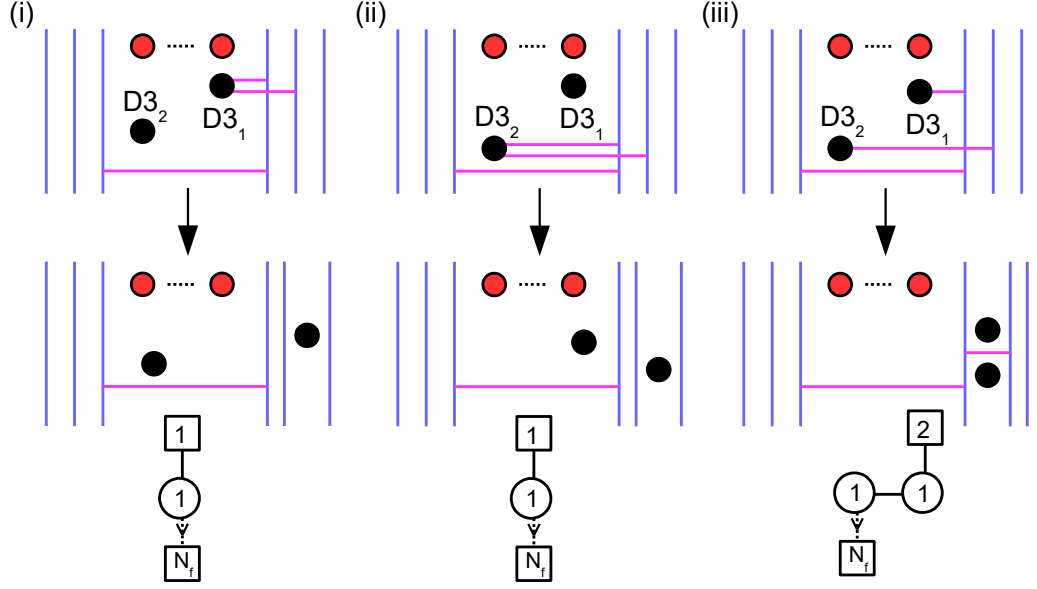 (i)
(ii)
(iii)
D3₂
D3₁
D3₂
D3₁
D3₂
D3₁
1
1
N_f
1
1
N_f
2
1
1
N_f